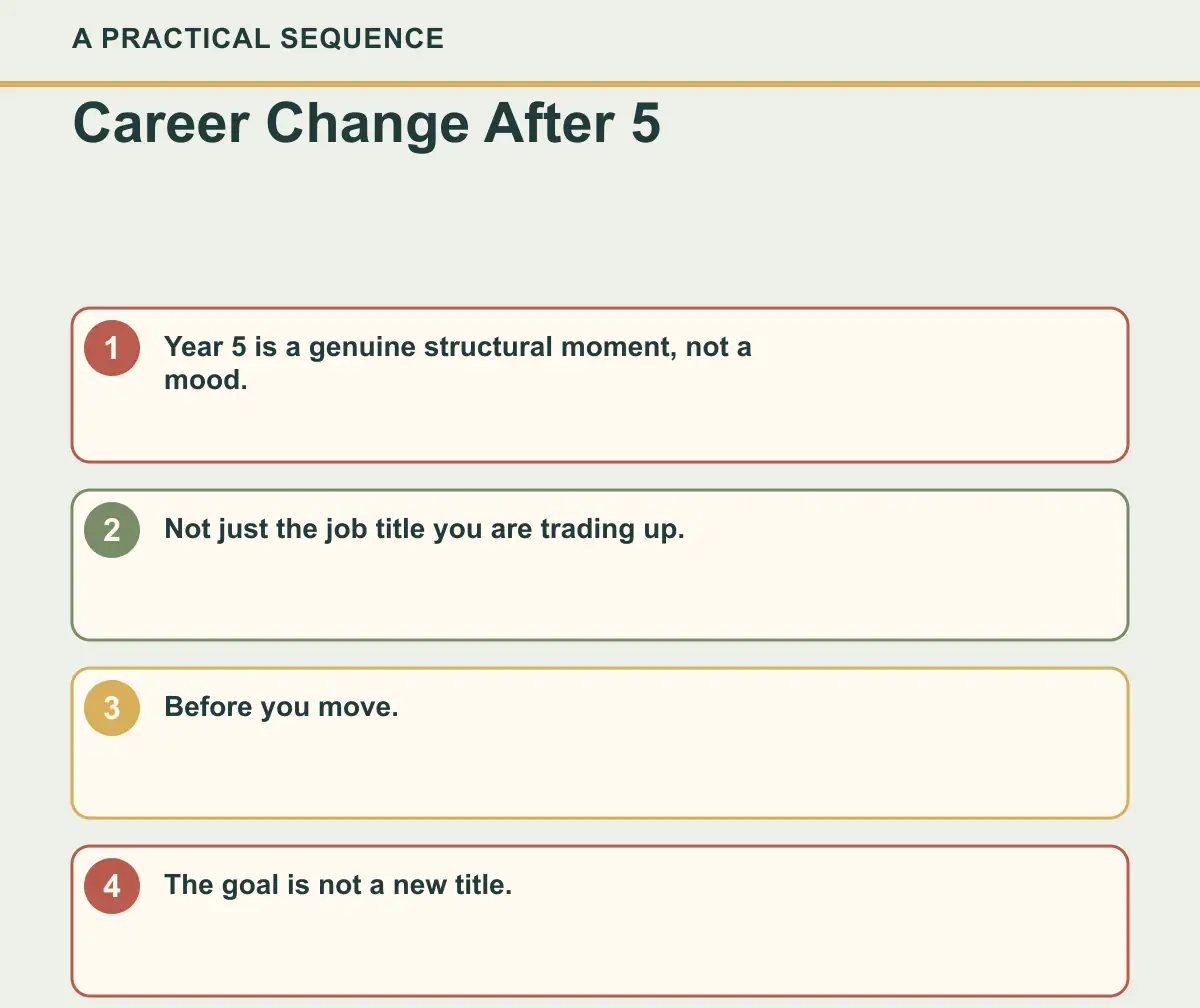 A PRACTICAL SEQUENCE
Career Change After 5
1
Year 5 is a genuine structural moment, not a
mood.
2
Not just the job title you are trading up.
3
Before you move.
4
The goal is not a new title.